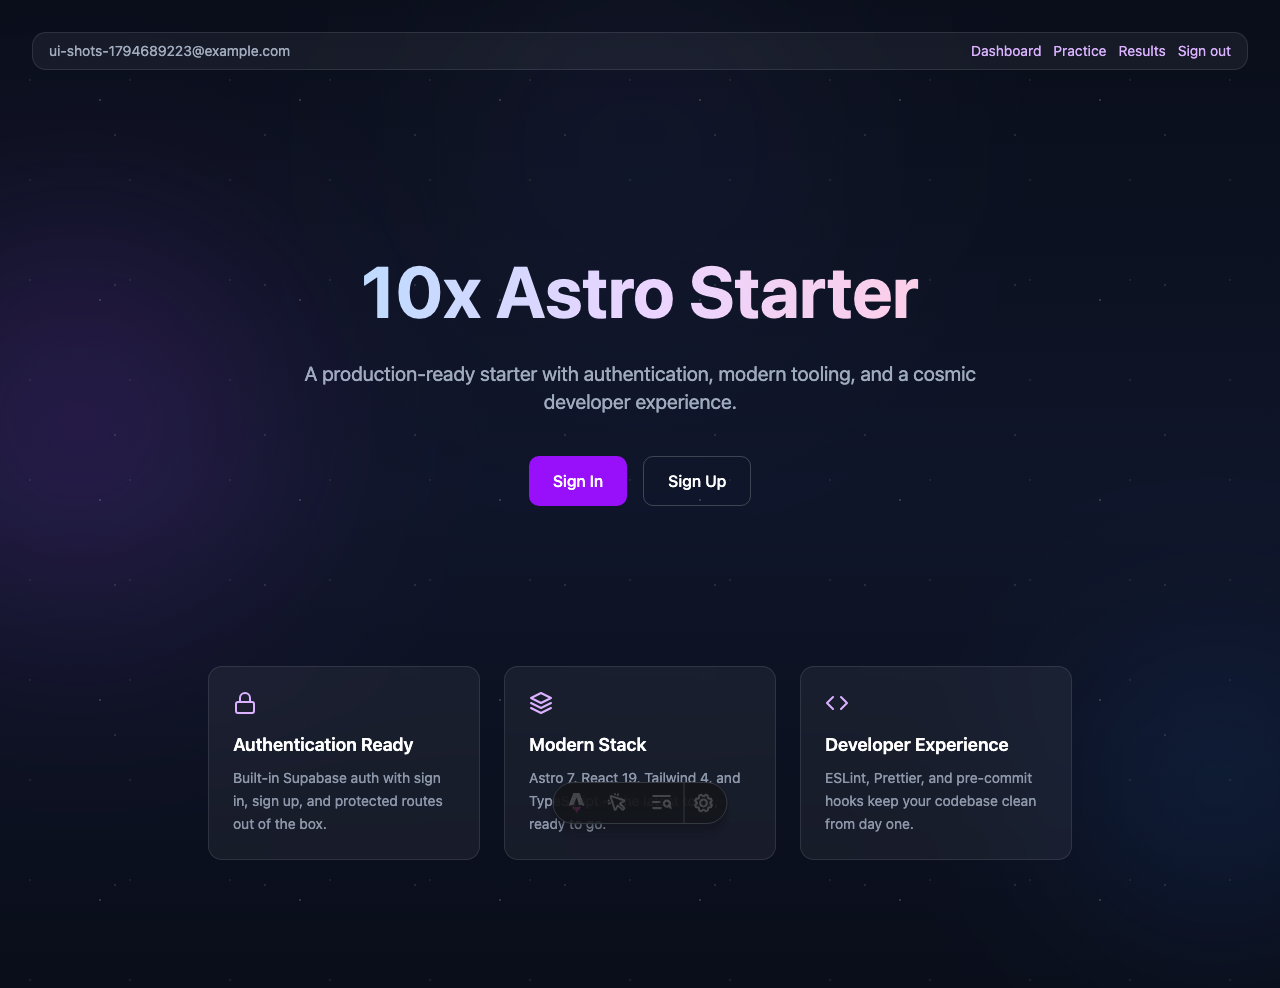 ui-shots-1794689223@example.com
Dashboard Practice Results Sign out
10x Astro Starter
A production-ready starter with authentication, modern tooling, and a cosmic
developer experience.
Sign In
Sign Up
Authentication Ready
Built-in Supabase auth with sign
in, sign up, and protected routes
out of the box.
Modern Stack
Astro 7, React 19, Tailwind 4, and
ready to go.
Developer Experience
ESLint, Prettier, and pre-commit
hooks keep your codebase clean
from day one.